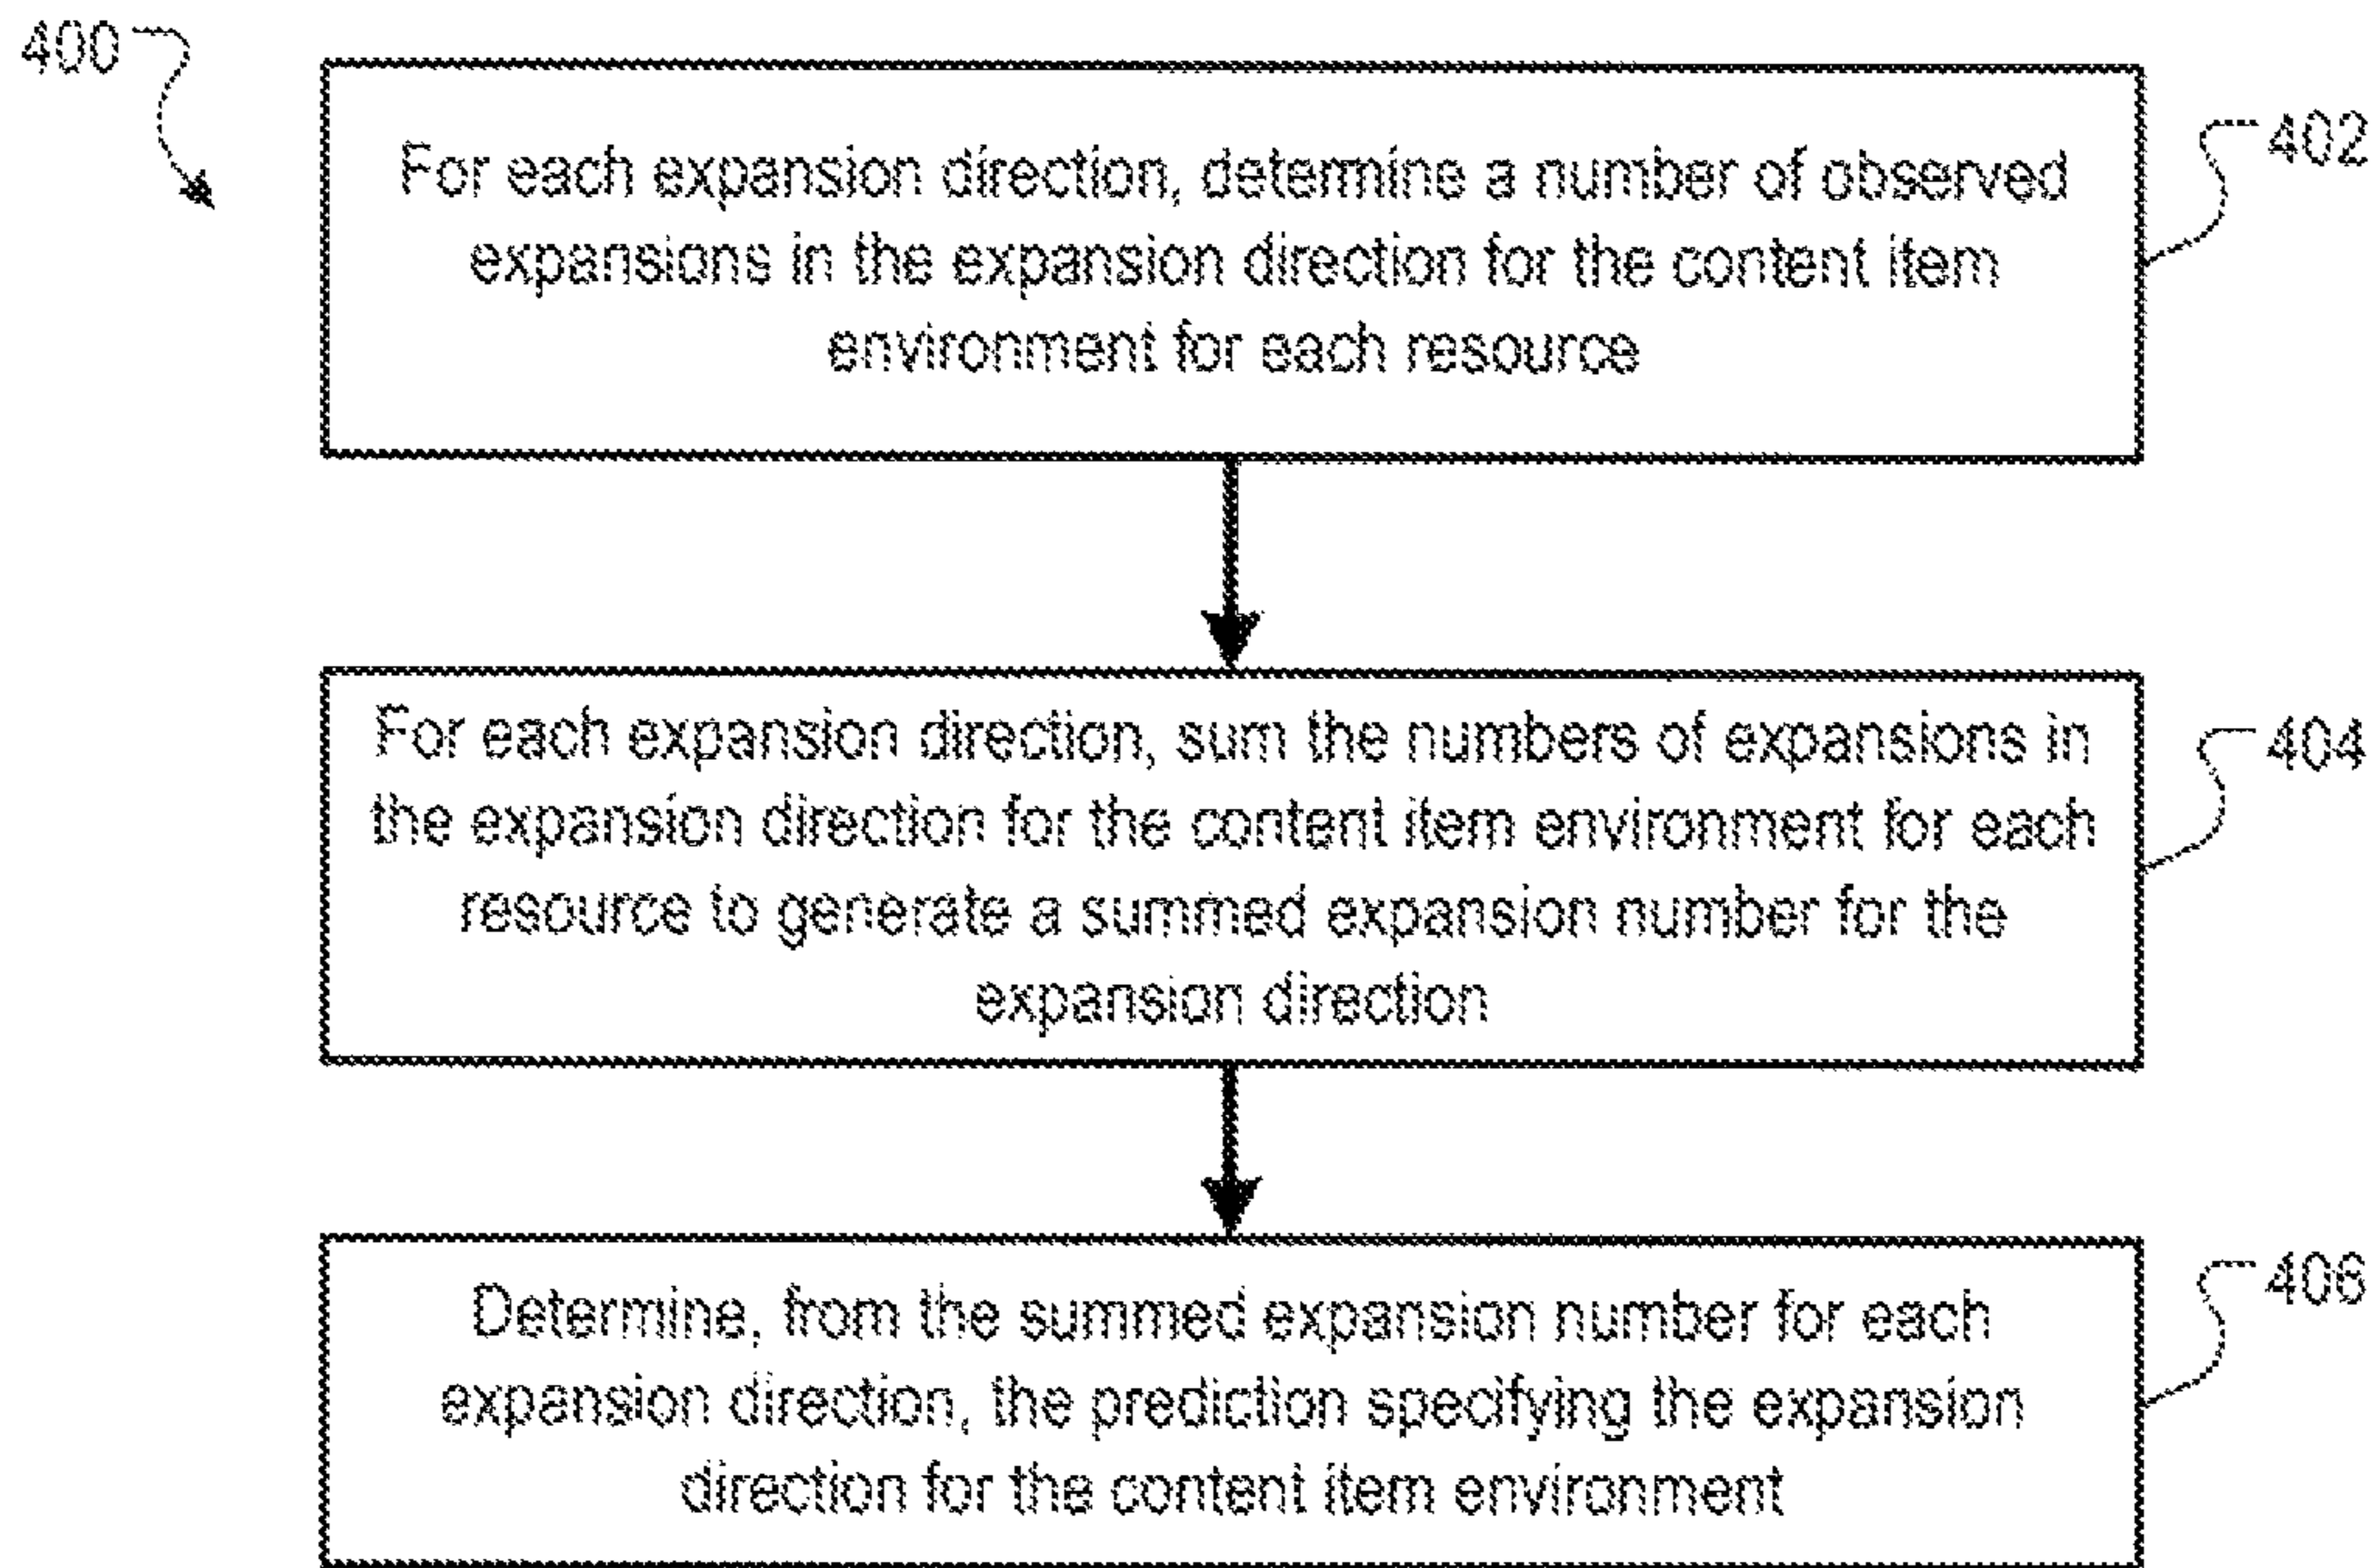 400
For each expansion direction, determine a number of observed
expansions in the expansion direction for the content item
environment for each resource
402
For each expansion direction, sum the numbers of expansions in
the expansion direction for the content item environment for each
resource to generate a summed expansion number for the
expansion direction
404
Determine, from the summed expansion number for each
expansion direction, the prediction specifying the expansion
direction for the content item environment
406